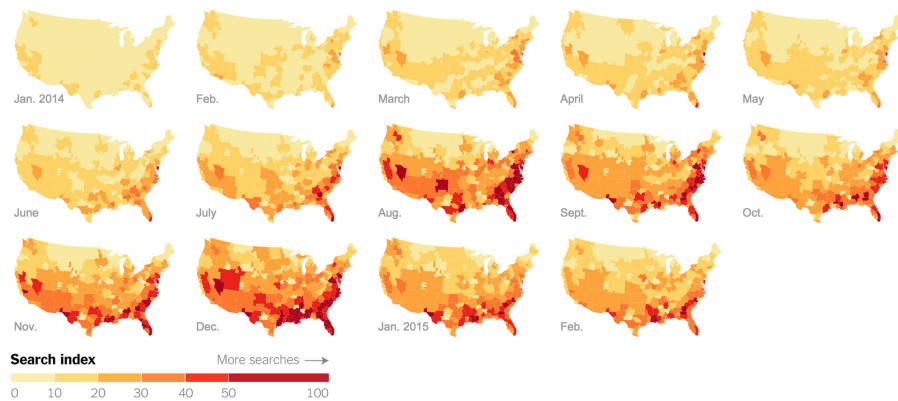 Jan. 2014
Feb.
March
April
May
June
July
Aug.
Sept.
Oct.
Nov.
Dec.
Jan. 2015
Feb.
Search index
More searches →
0 10 20 30 40 50 100